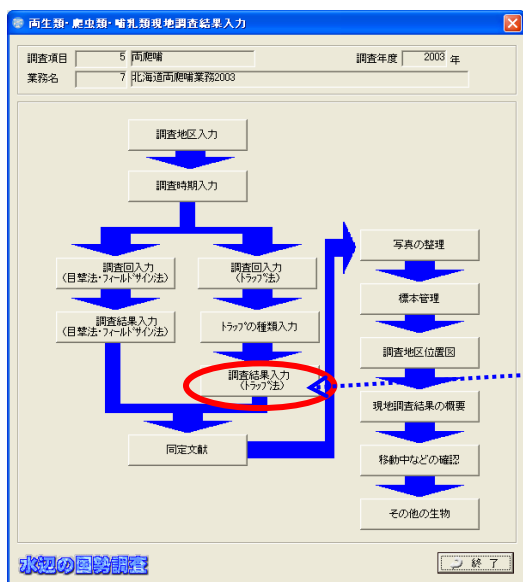 両生類・爬虫類・哺乳類現地調査結果入力
調査項目 5 両爬哺 調査年度 2003 年
業務名 7 北海道両爬哺業務2003
調査地区入力
調査時期入力
調査回入力
(目撃法・フィールドサイン法)
調査回入力
(トラップ法)
調査結果入力
(目撃法・フィールドサイン法)
トラップの種類入力
調査結果入力
(トラップ法)
同定文献
写真の整理
標本管理
調査地区位置図
現地調査結果の概要
移動中などの確認
その他の生物
水辺の国勢調査
終 了